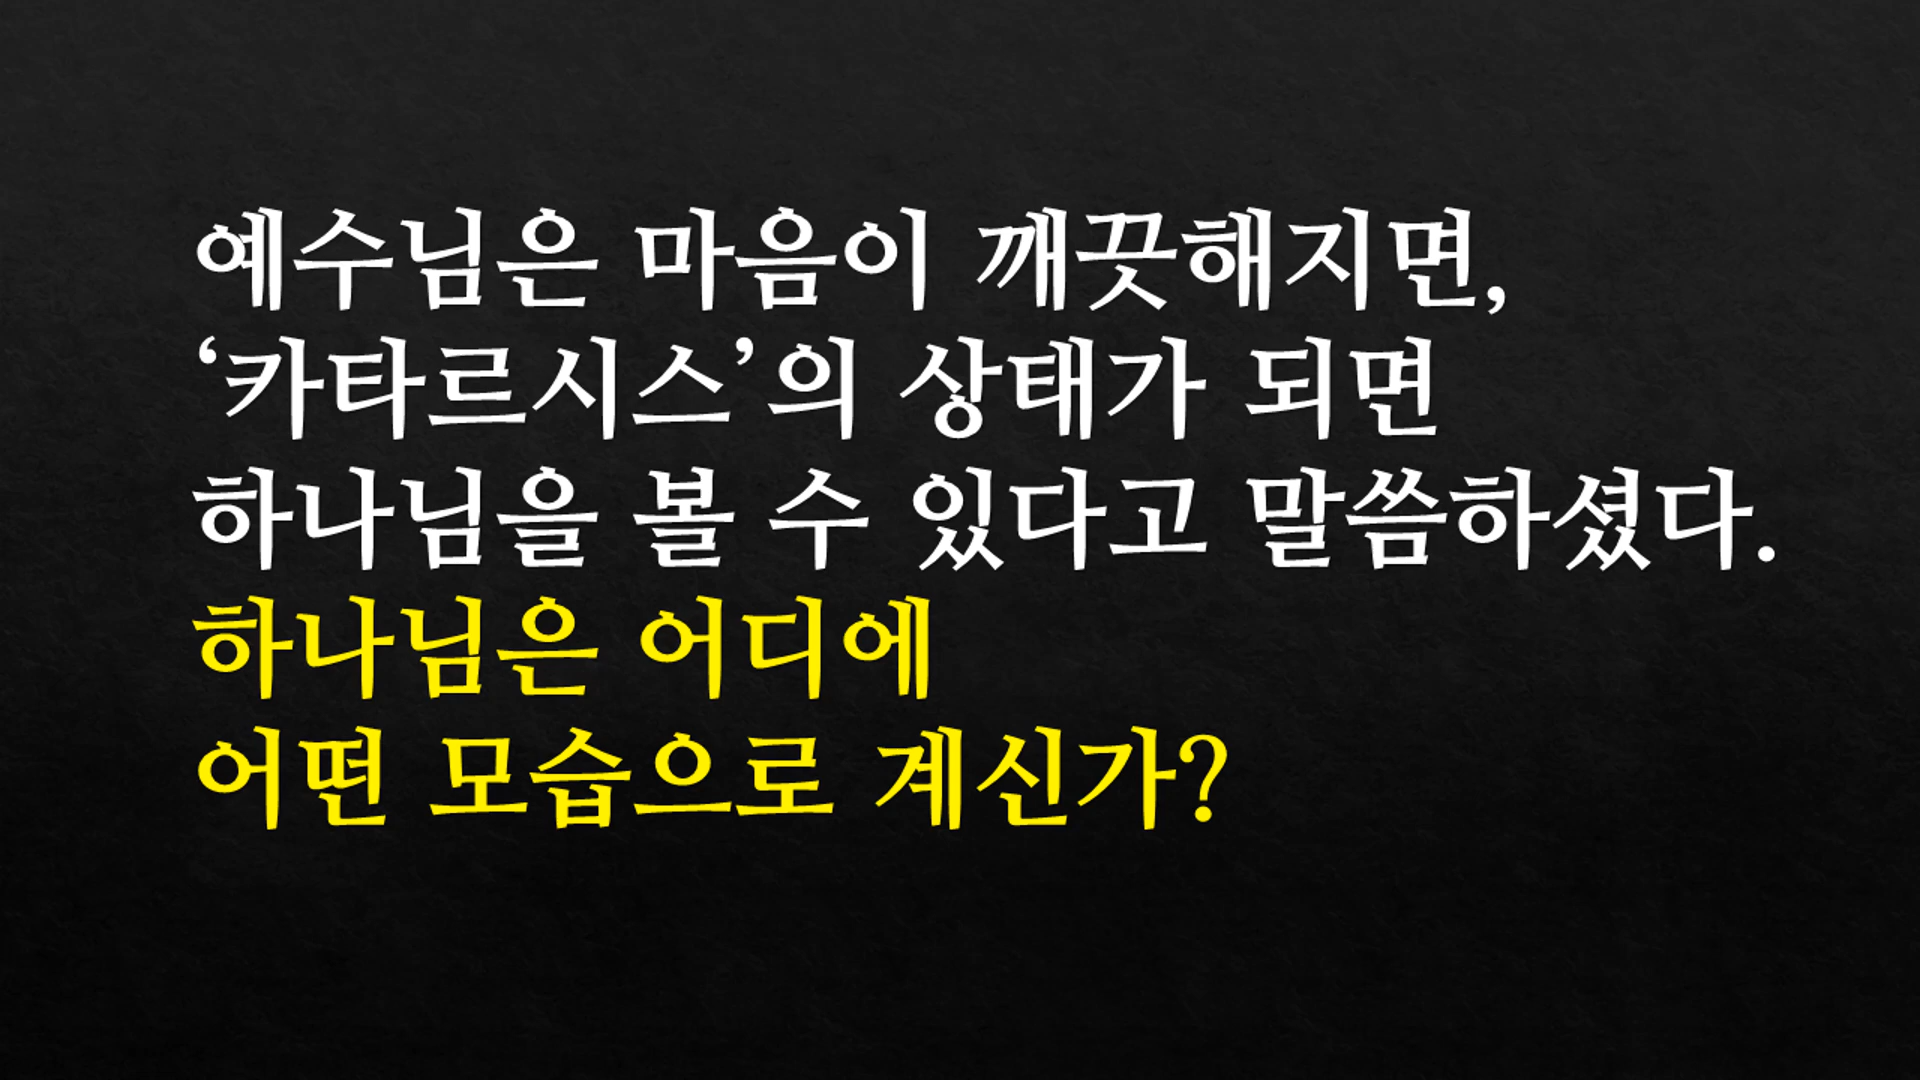 예수님은 마음이 깨끗해지면,
‘카타르시스’의 상태가 되면
하나님을 볼 수 있다고 말씀하셨다.
하나님은 어디에
어떤 모습으로 계신가?